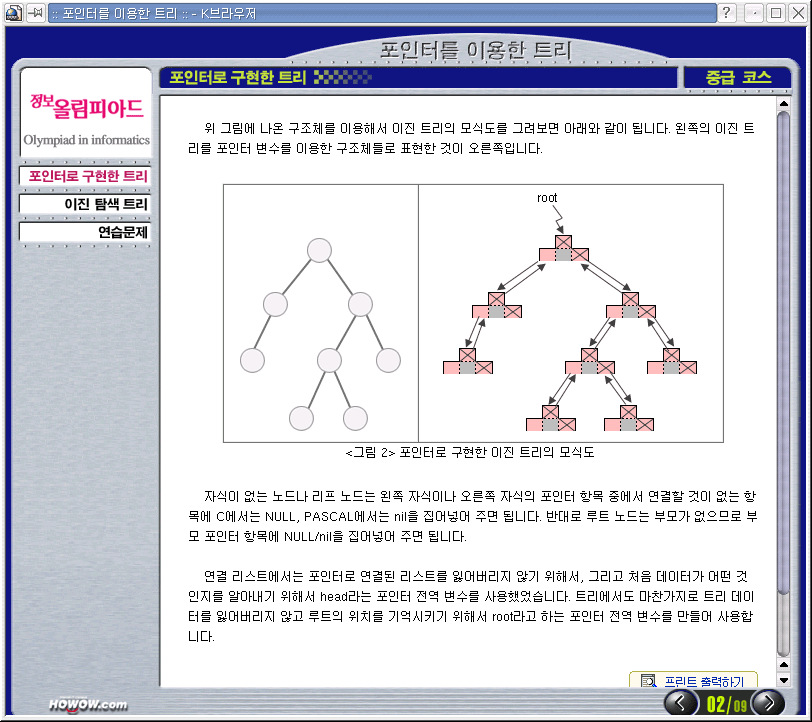 :: 포인터를 이용한 트리 :: - K브라우저
포인터를 이용한 트리
정보올림피아드
Olympiad in informatics
포인터로 구현한 트리
이진 탐색 트리
연습문제
포인터로 구현한 트리
중급 코스
위 그림에 나온 구조체를 이용해서 이진 트리의 모식도를 그려보면 아래와 같이 됩니다. 왼쪽의 이진 트
리를 포인터 변수를 이용한 구조체들로 표현한 것이 오른쪽입니다.
root
<그림 2> 포인터로 구현한 이진 트리의 모식도
자식이 없는 노드나 리프 노드는 왼쪽 자식이나 오른쪽 자식의 포인터 항목 중에서 연결할 것이 없는 항
목에 C에서는 NULL, PASCAL에서는 nil을 집어넣어 주면 됩니다. 반대로 루트 노드는 부모가 없으므로 부
모 포인터 항목에 NULL/nil을 집어넣어 주면 됩니다.
연결 리스트에서는 포인터로 연결된 리스트를 잃어버리지 않기 위해서, 그리고 처음 데이터가 어떤 것
인지를 알아내기 위해서 head라는 포인터 전역 변수를 사용했었습니다. 트리에서도 마찬가지로 트리 데이
터를 잃어버리지 않고 루트의 위치를 기억시키기 위해서 root라고 하는 포인터 전역 변수를 만들어 사용합
니다.
프린트 출력하기
HOWOW.com
02/09